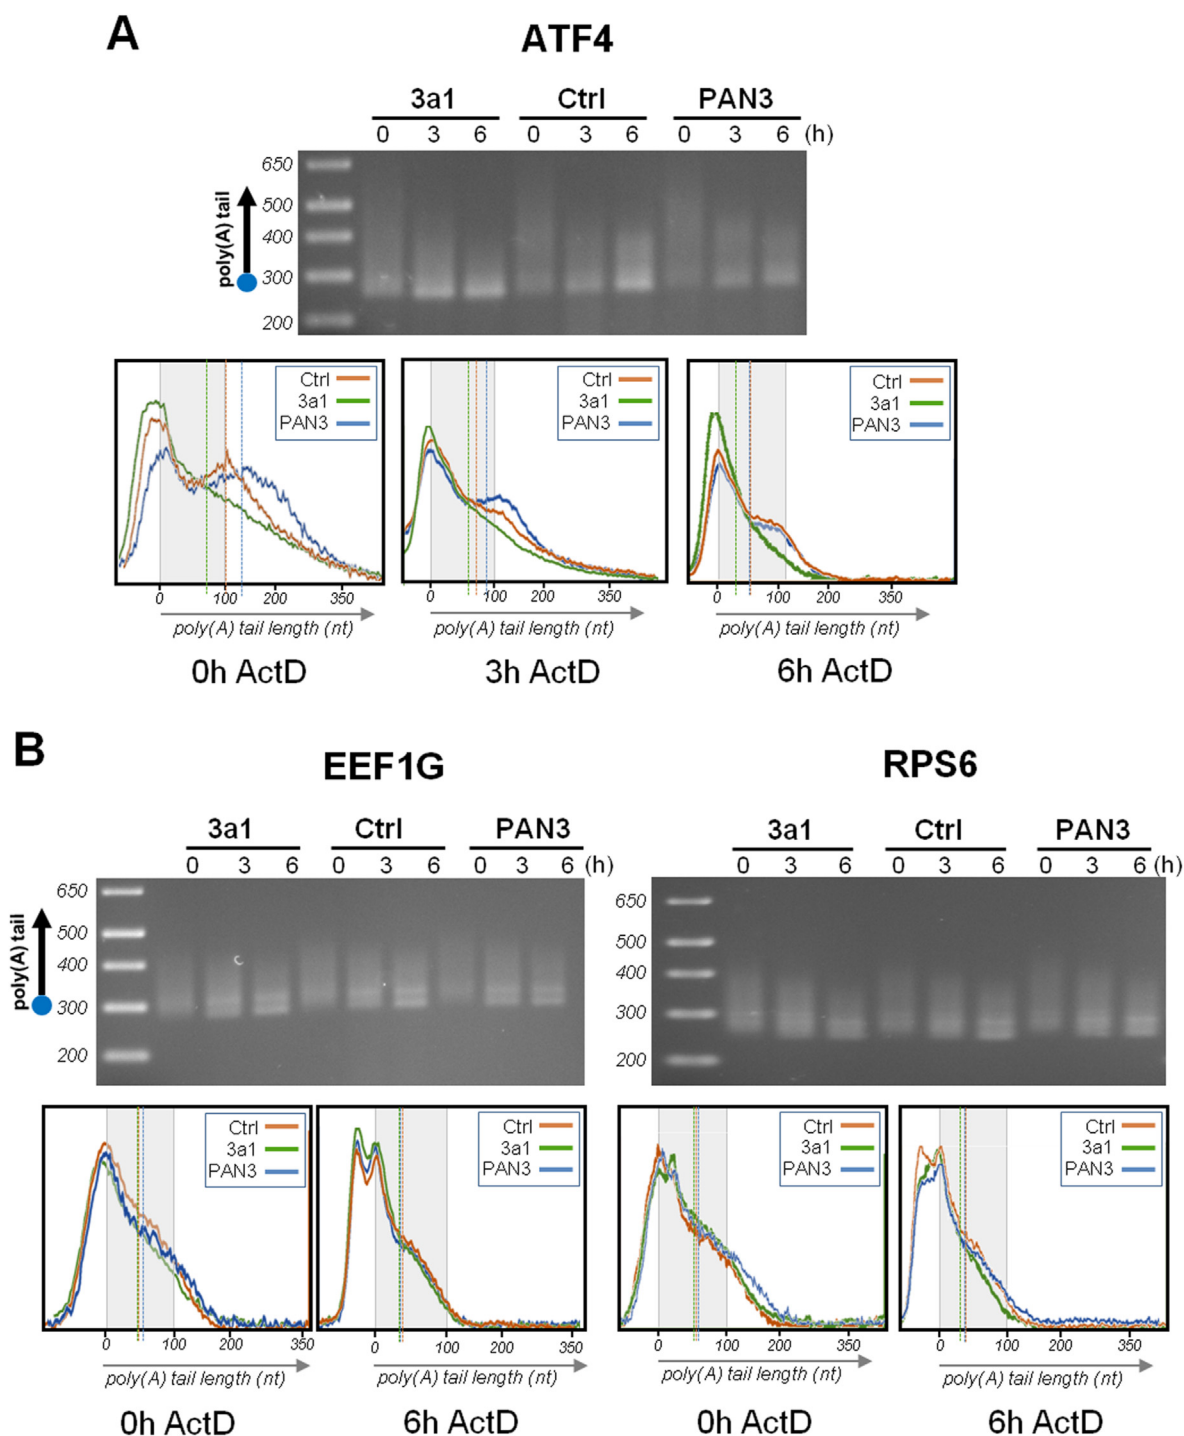 A
ATF4
3a1 Ctrl PAN3
0 3 6 0 3 6 0 3 6 (h)
650
500
400
300
200
poly(A) tail
Ctrl
3a1
PAN3
0 100 200 350
poly(A) tail length (nt)
0h ActD
Ctrl
3a1
PAN3
0 100 200 350
poly(A) tail length (nt)
3h ActD
Ctrl
3a1
PAN3
0 100 200 350
poly(A) tail length (nt)
6h ActD
B
EEF1G
3a1 Ctrl PAN3
0 3 6 0 3 6 0 3 6 (h)
650
500
400
300
200
poly(A) tail
RPS6
3a1 Ctrl PAN3
0 3 6 0 3 6 0 3 6 (h)
650
500
400
300
200
Ctrl
3a1
PAN3
0 100 200 350
poly(A) tail length (nt)
0h ActD
Ctrl
3a1
PAN3
0 100 200 350
poly(A) tail length (nt)
6h ActD
Ctrl
3a1
PAN3
0 100 200 350
poly(A) tail length (nt)
0h ActD
Ctrl
3a1
PAN3
0 100 200 350
poly(A) tail length (nt)
6h ActD